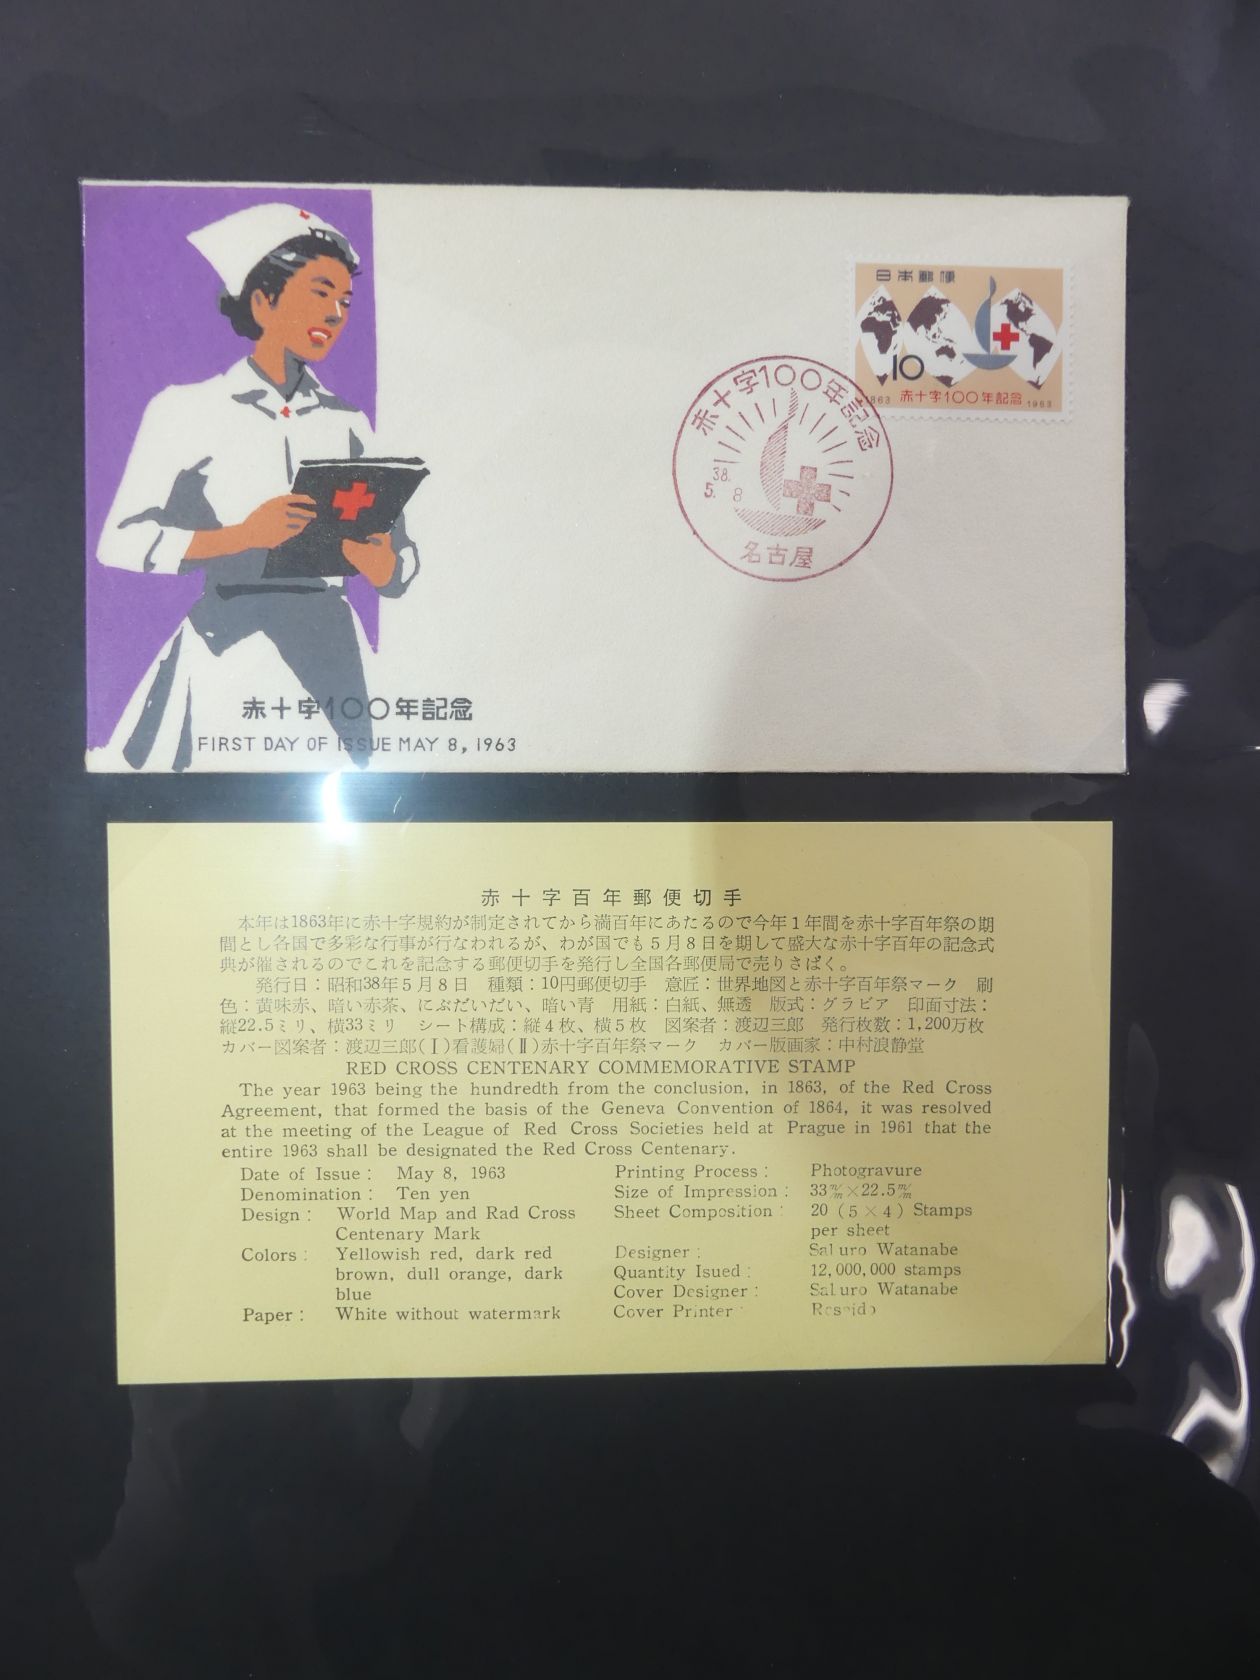 日本郵便
10
1863 赤十字100年記念 1963
赤十字100年記念
38.
5. 8
名古屋
赤十字100年記念
FIRST DAY OF ISSUE MAY 8, 1963
赤十字百年郵便切手
本年は1863年に赤十字規約が制定されてから満百年にあたるので今年1年間を赤十字百年祭の期
間とし各国で多彩な行事が行なわれるが、わが国でも5月8日を期して盛大な赤十字百年の記念式
典が催されるのでこれを記念する郵便切手を発行し全国各郵便局で売りさばく。
発行日：昭和38年5月8日 種類：10円郵便切手 意匠：世界地図と赤十字百年祭マーク 刷
色：黄味赤、暗い赤茶、にぶだいだい、暗い青 用紙：白紙、無透 版式：グラビア 印面寸法：
縦22.5ミリ、横33ミリ シート構成：縦4枚、横5枚 図案者：渡辺三郎 発行枚数：1,200万枚
カバー図案者：渡辺三郎(Ⅰ)看護婦(Ⅱ)赤十字百年祭マーク カバー版画家：中村浪静堂
RED CROSS CENTENARY COMMEMORATIVE STAMP
The year 1963 being the hundredth from the conclusion, in 1863, of the Red Cross
Agreement, that formed the basis of the Geneva Convention of 1864, it was resolved
at the meeting of the League of Red Cross Societies held at Prague in 1961 that the
entire 1963 shall be designated the Red Cross Centenary.
Date of Issue : May 8, 1963
Denomination : Ten yen
Design : World Map and Rad Cross
Centenary Mark
Colors : Yellowish red, dark red
brown, dull orange, dark
blue
Paper : White without watermark
Printing Process : Photogravure
Size of Impression : 33m/m×22.5m/m
Sheet Composition : 20 (5×4) Stamps
per sheet
Designer : Watanabe
Quantity Isued : 12,000,000 stamps
Cover Designer : Watanabe
Cover Printer :